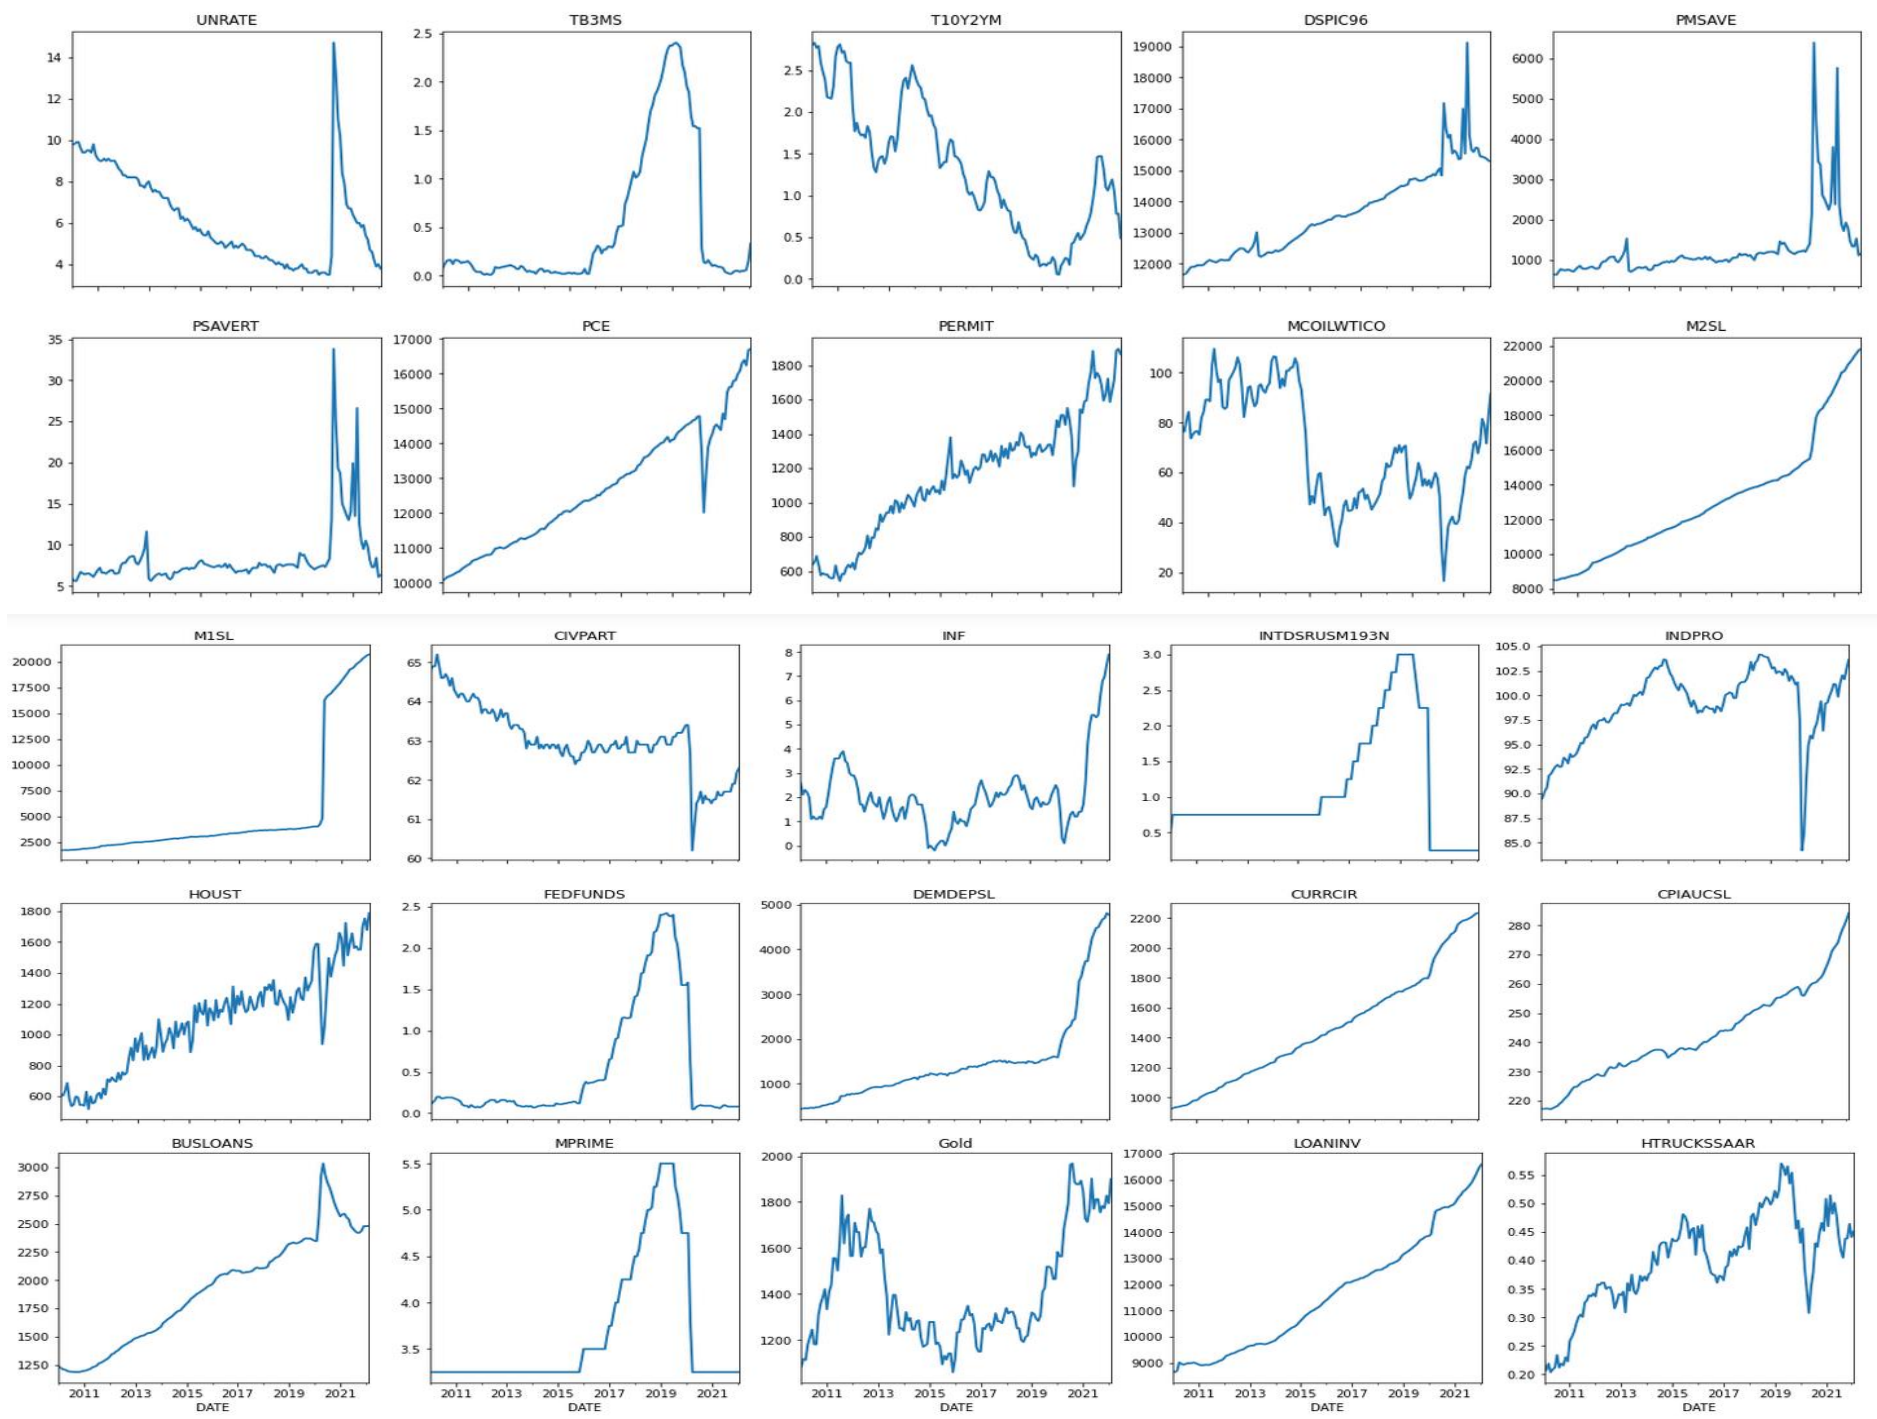 UNRATE TB3MS T10Y2YM DSPIC96 PMSAVE
14 12 10 8 6 4
2.5 2.0 1.5 1.0 0.5 0.0
2.5 2.0 1.5 1.0 0.5 0.0
19000 18000 17000 16000 15000 14000 13000 12000
6000 5000 4000 3000 2000 1000
PSAVERT PCE PERMIT MCOILWTICO M2SL
35 30 25 20 15 10 5
17000 16000 15000 14000 13000 12000 11000 10000
1800 1600 1400 1200 1000 800 600
100 80 60 40 20
22000 20000 18000 16000 14000 12000 10000 8000
M1SL CIVPART INF INTDSRUSM193N INDPRO
20000 17500 15000 12500 10000 7500 5000 2500
65 64 63 62 61 60
8 7 6 5 4 3 2 1 0
3.0 2.5 2.0 1.5 1.0 0.5
105.0 102.5 100.0 97.5 95.0 92.5 90.0 87.5 85.0
HOUST FEDFUNDS DEMDEPSL CURRCIR CPIAUCSL
1800 1600 1400 1200 1000 800 600
2.5 2.0 1.5 1.0 0.5 0.0
5000 4000 3000 2000 1000
2200 2000 1800 1600 1400 1200 1000
280 270 260 250 240 230 220
BUSLOANS MPRIME Gold LOANINV HTRUCKSSAAR
3000 2750 2500 2250 2000 1750 1500 1250
5.5 5.0 4.5 4.0 3.5
2000 1800 1600 1400 1200
17000 16000 15000 14000 13000 12000 11000 10000 9000
0.55 0.50 0.45 0.40 0.35 0.30 0.25 0.20
2011 2013 2015 2017 2019 2021 2011 2013 2015 2017 2019 2021 2011 2013 2015 2017 2019 2021 2011 2013 2015 2017 2019 2021 2011 2013 2015 2017 2019 2021
DATE DATE DATE DATE DATE